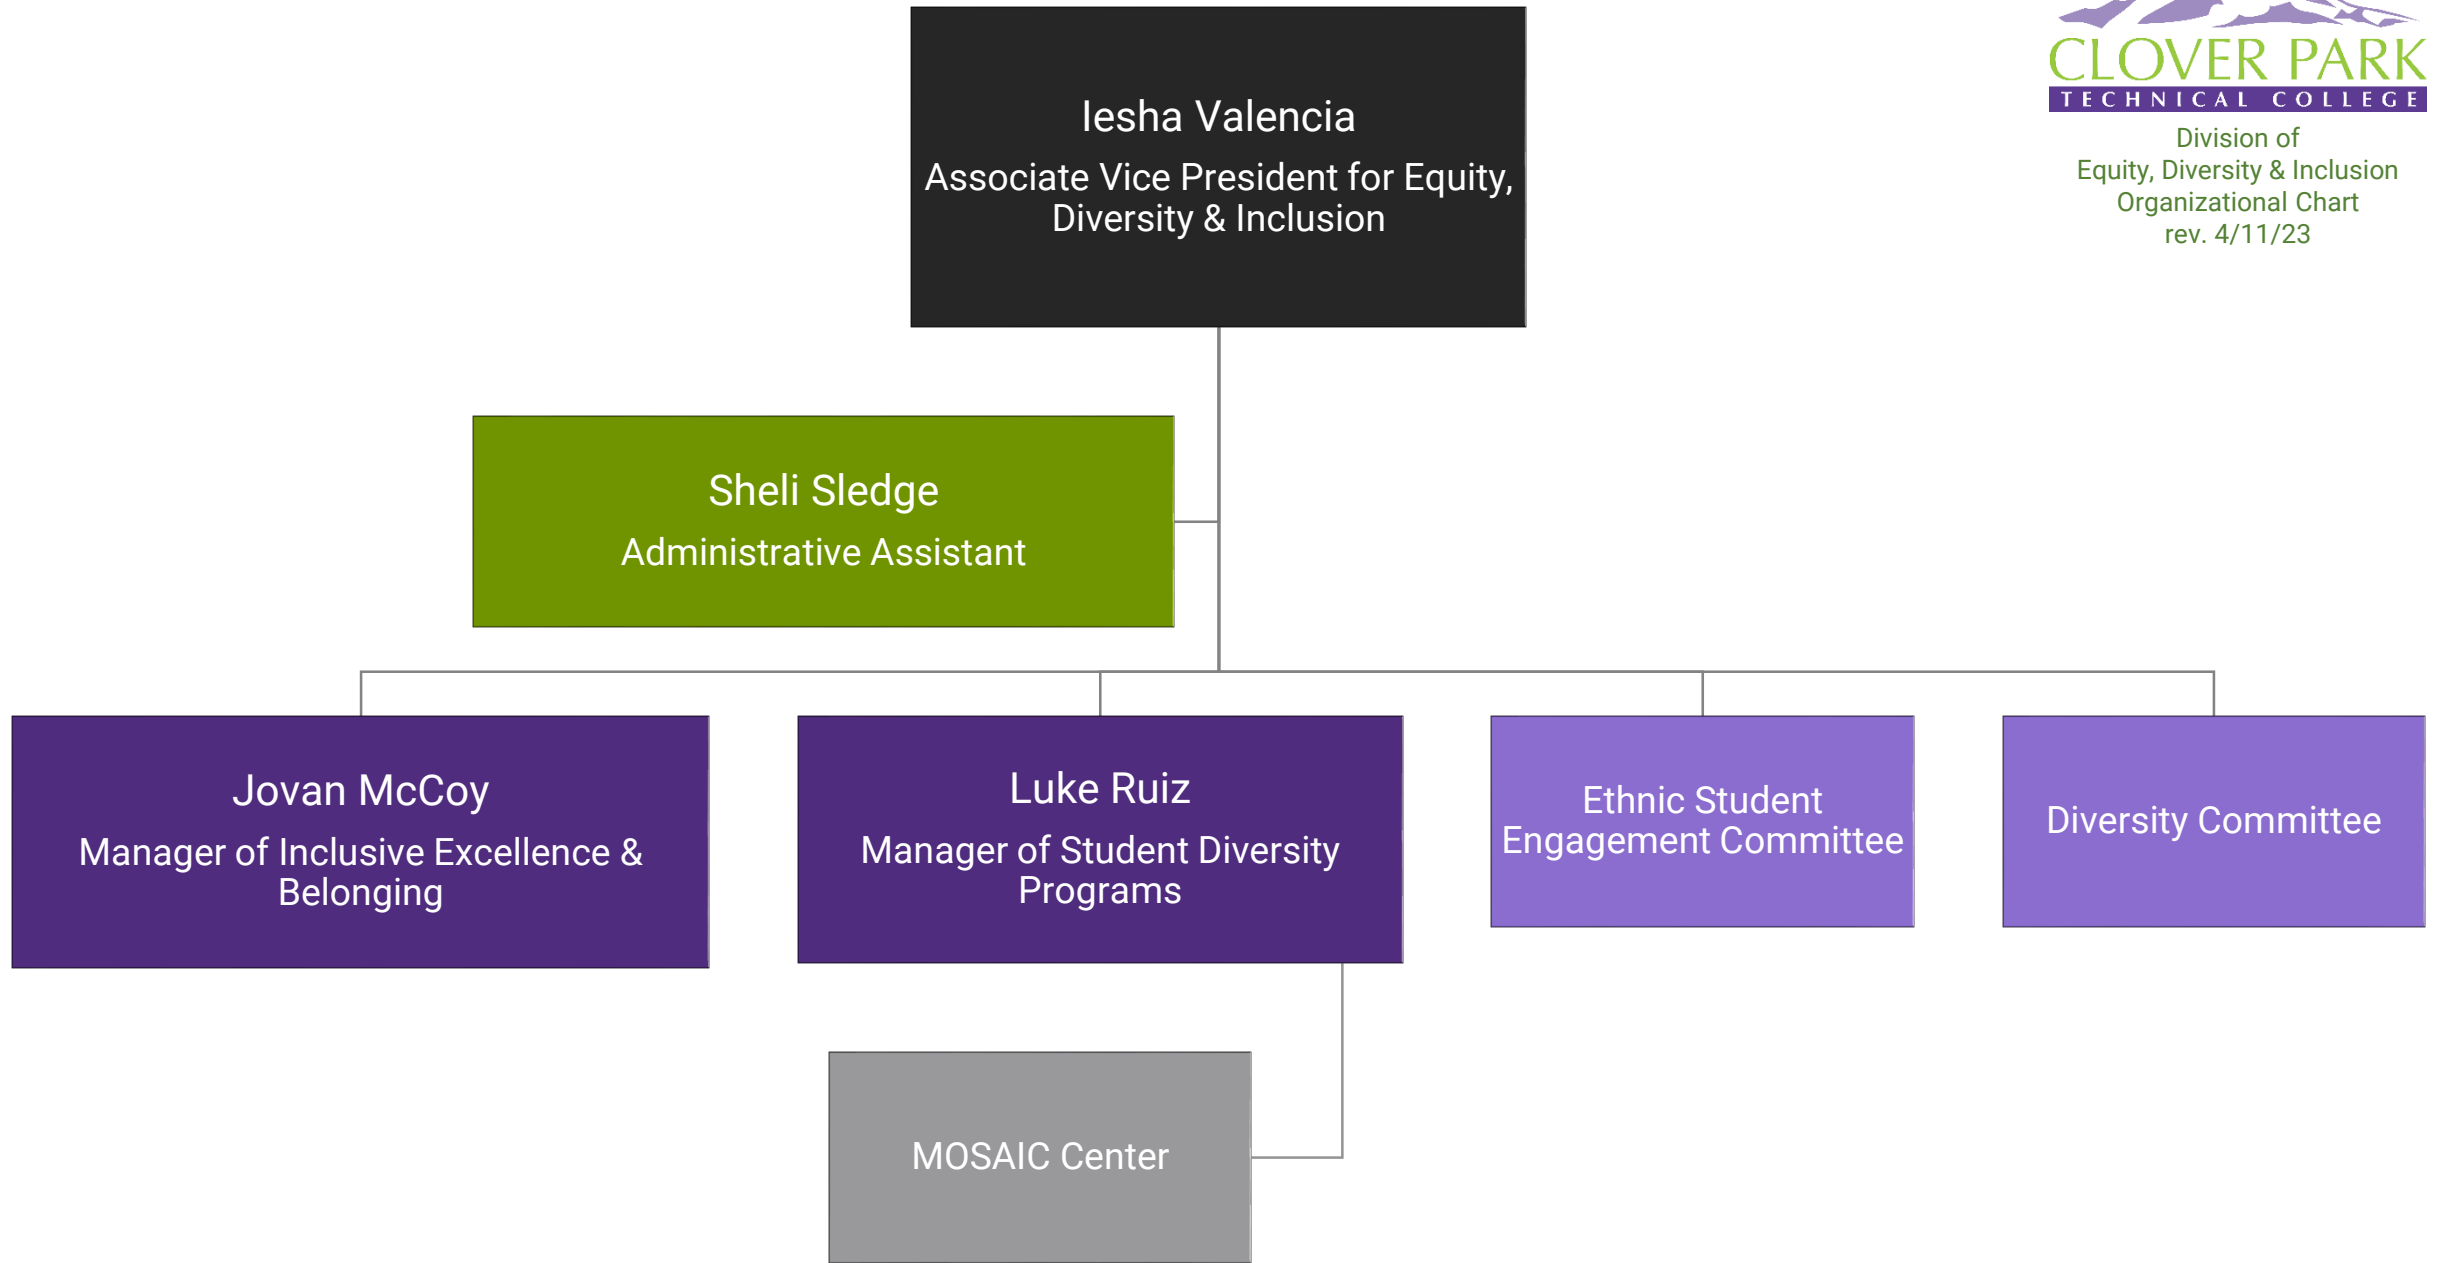 Iesha Valencia
Associate Vice President for Equity,
Diversity & Inclusion
CLOVER PARK
TECHNICAL COLLEGE
Division of
Equity, Diversity & Inclusion
Organizational Chart
rev. 4/11/23
Sheli Sledge
Administrative Assistant
Jovan McCoy
Manager of Inclusive Excellence &
Belonging
Luke Ruiz
Manager of Student Diversity
Programs
Ethnic Student
Engagement Committee
Diversity Committee
MOSAIC Center